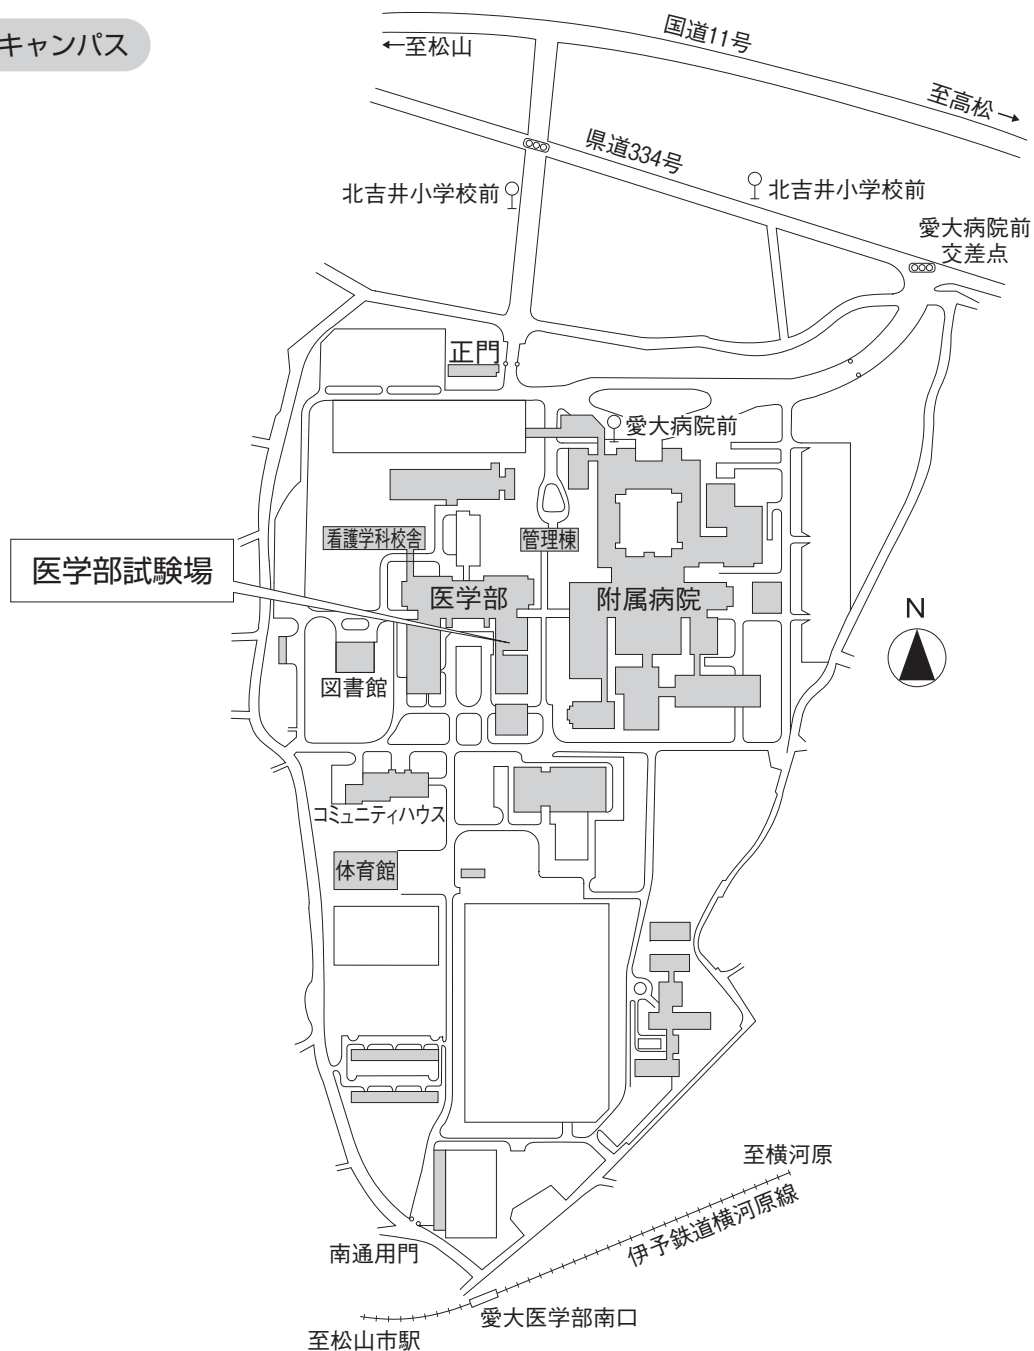 キャンパス
国道11号
←至松山
至高松→
県道334号
北吉井小学校前
北吉井小学校前
愛大病院前
交差点
正門
愛大病院前
看護学科校舎
管理棟
医学部試験場
医学部
附属病院
N
図書館
コミュニティハウス
体育館
至横河原
伊予鉄道横河原線
南通用門
愛大医学部南口
至松山市駅